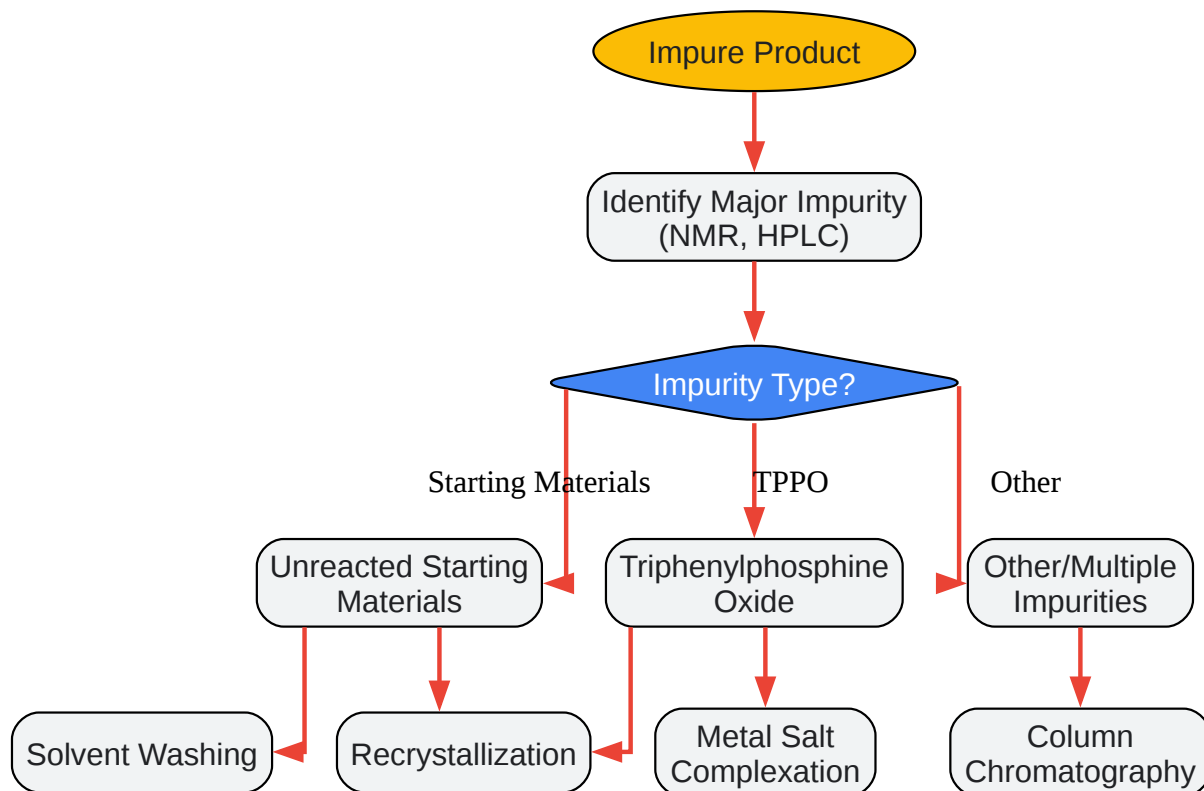 Impure Product
Identify Major Impurity
(NMR, HPLC)
Impurity Type?
Starting Materials
TPPO
Other
Unreacted Starting
Materials
Triphenylphosphine
Oxide
Other/Multiple
Impurities
Solvent Washing
Recrystallization
Metal Salt
Complexation
Column
Chromatography